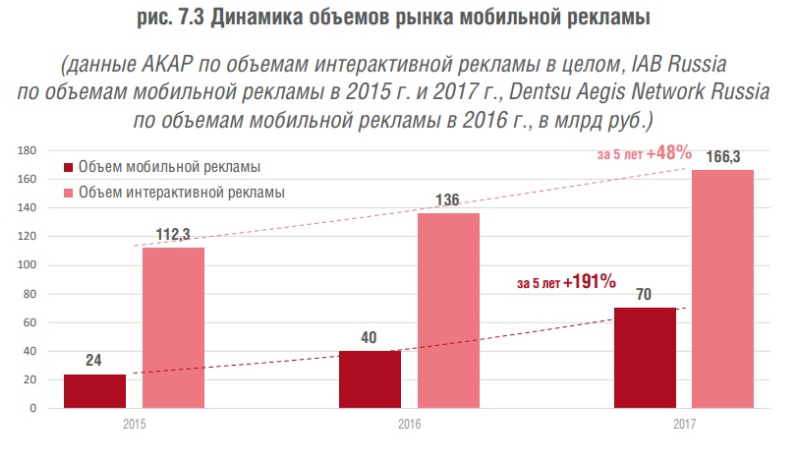 рис. 7.3 Динамика объемов рынка мобильной рекламы
(данные АКАР по объемам интерактивной рекламы в целом, IAB Russia
по объемам мобильной рекламы в 2015 г. и 2017 г., Dentsu Aegis Network Russia
по объемам мобильной рекламы в 2016 г., в млрд руб.)
180
160
140
120
100
80
60
40
20
0
Объем мобильной рекламы
Объем интерактивной рекламы
за 5 лет +48%
за 5 лет +191%
24
112,3
40
136
70
166,3
2015
2016
2017